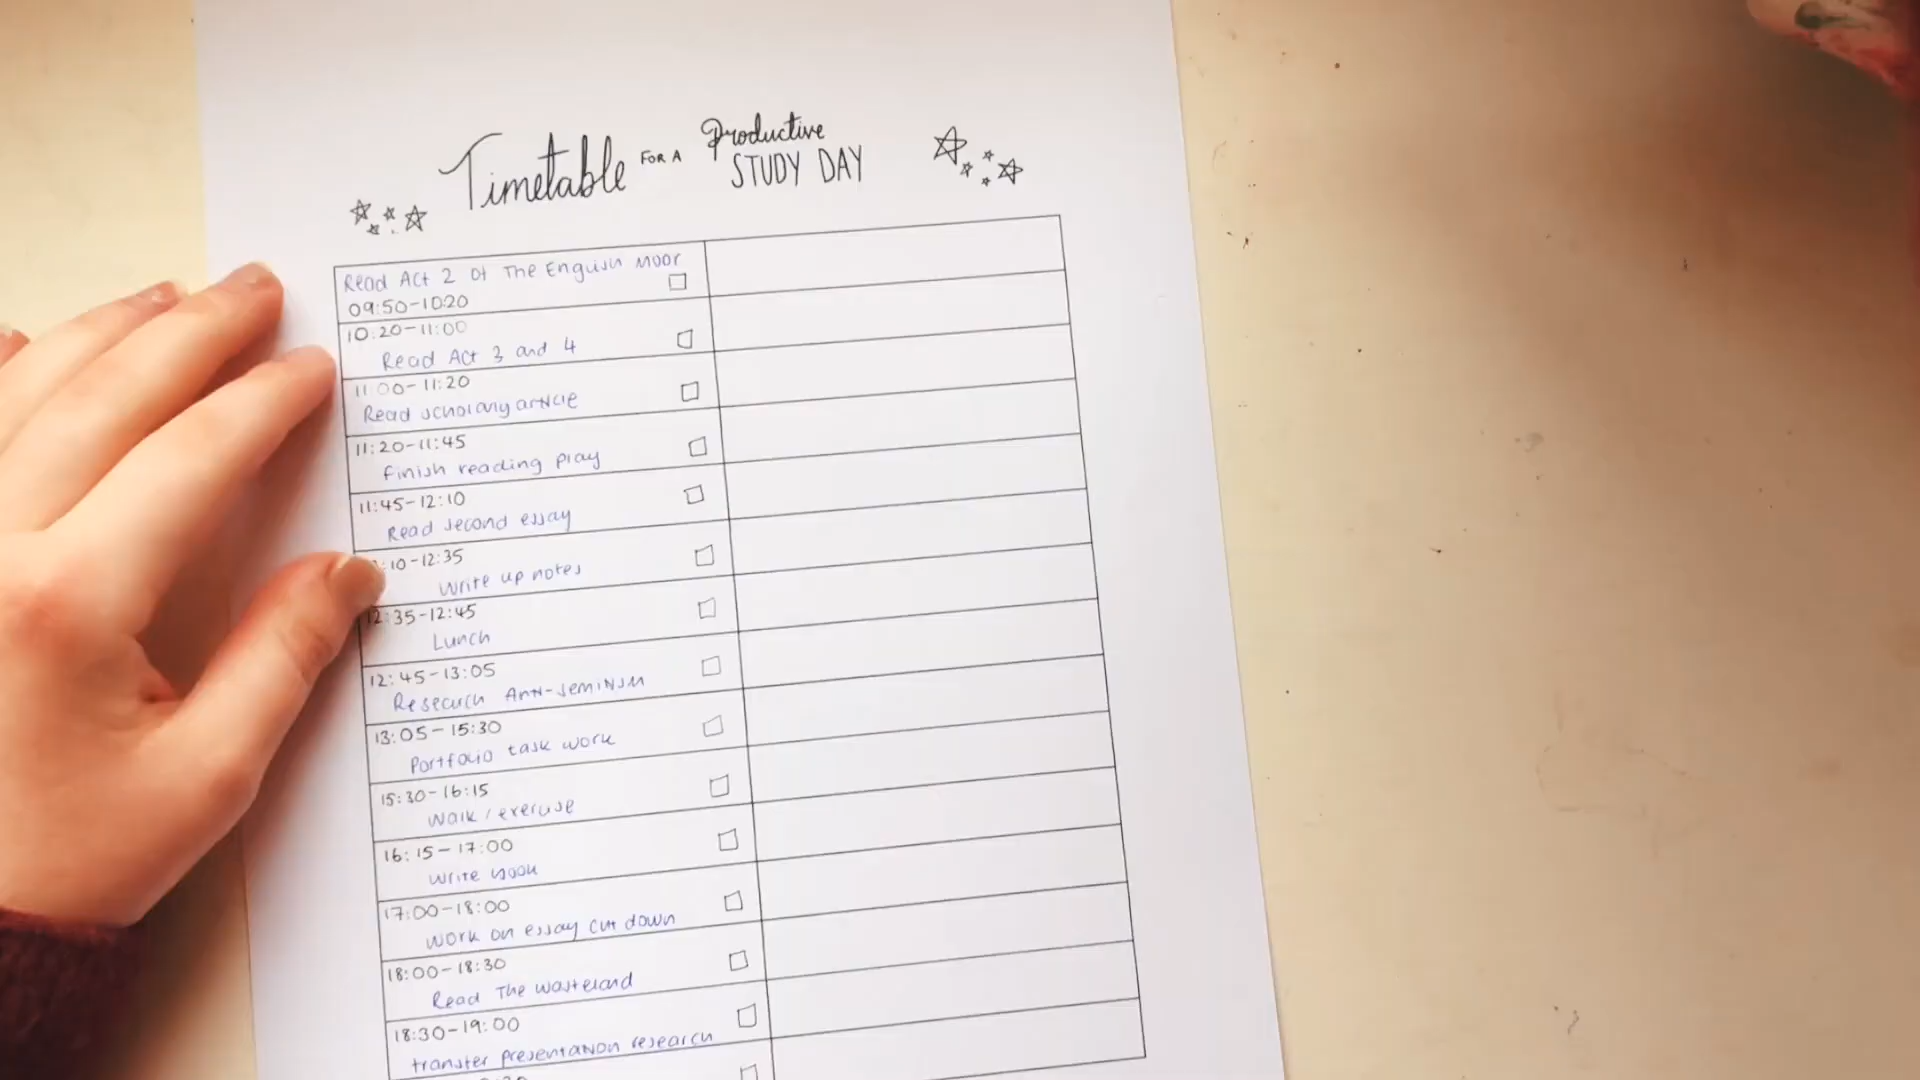 Timetable FOR A Productive
STUDY DAY
Read Act 2 of The English Moor
09:50-10:20
10:20-11:00
Read Act 3 and 4
11:00-11:20
Read scholarly article
11:20-11:45
finish reading play
11:45-12:10
Read second essay
:10-12:35
Write up notes
12:35-12:45
Lunch
12:45-13:05
Research Anti-semitism
13:05-15:30
Portfolio task work
15:30-16:15
Walk/exercise
16:15-17:00
Write book
17:00-18:00
Work on essay cut down
18:00-18:30
Read The Wasteland
18:30-19:00
transfer presentation research